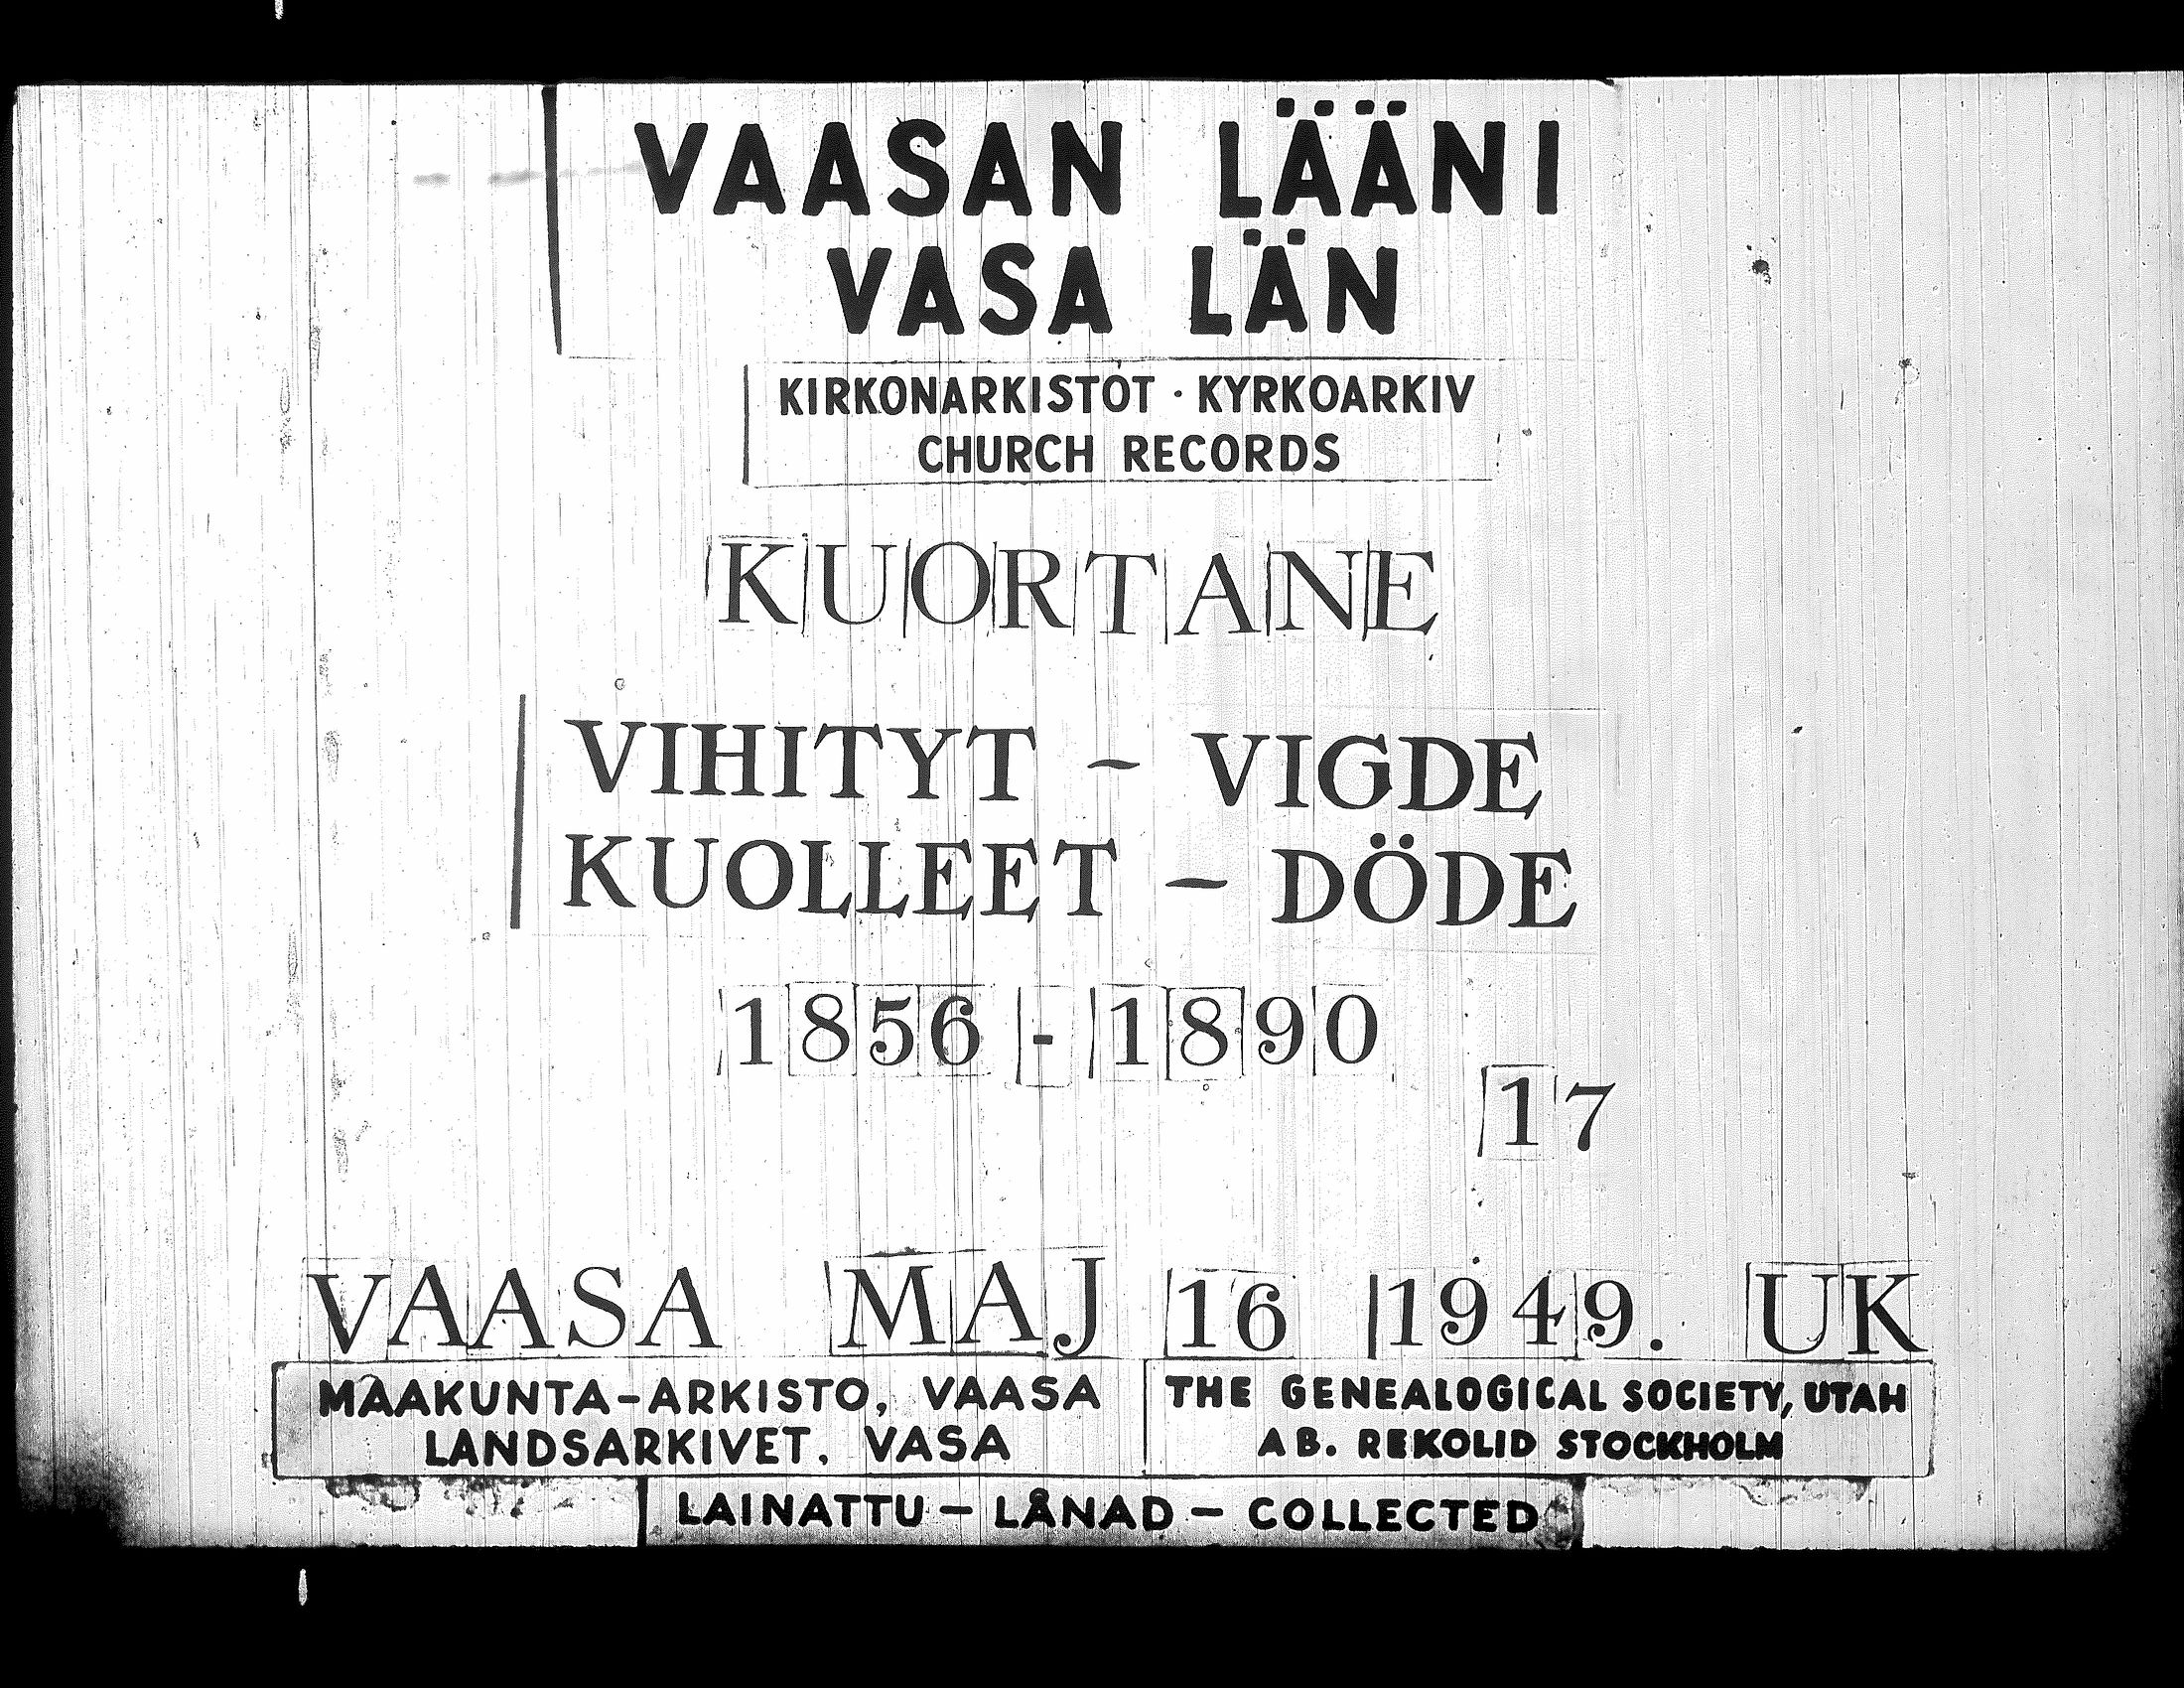 VAASAN LÄÄNI
VASA LÄN
KIRKONARKISTOT · KYRKOARKIV
CHURCH RECORDS
KUORTANE
VIHITYT - VIGDE
KUOLLEET - DÖDE
1856 - 1890
17
VAASA MAJ 16 1949. UK
MAAKUNTA-ARKISTO, VAASA
LANDSARKIVET, VASA
THE GENEALOGICAL SOCIETY, UTAH
AB. REKOLID STOCKHOLM
LAINATTU - LÅNAD - COLLECTED